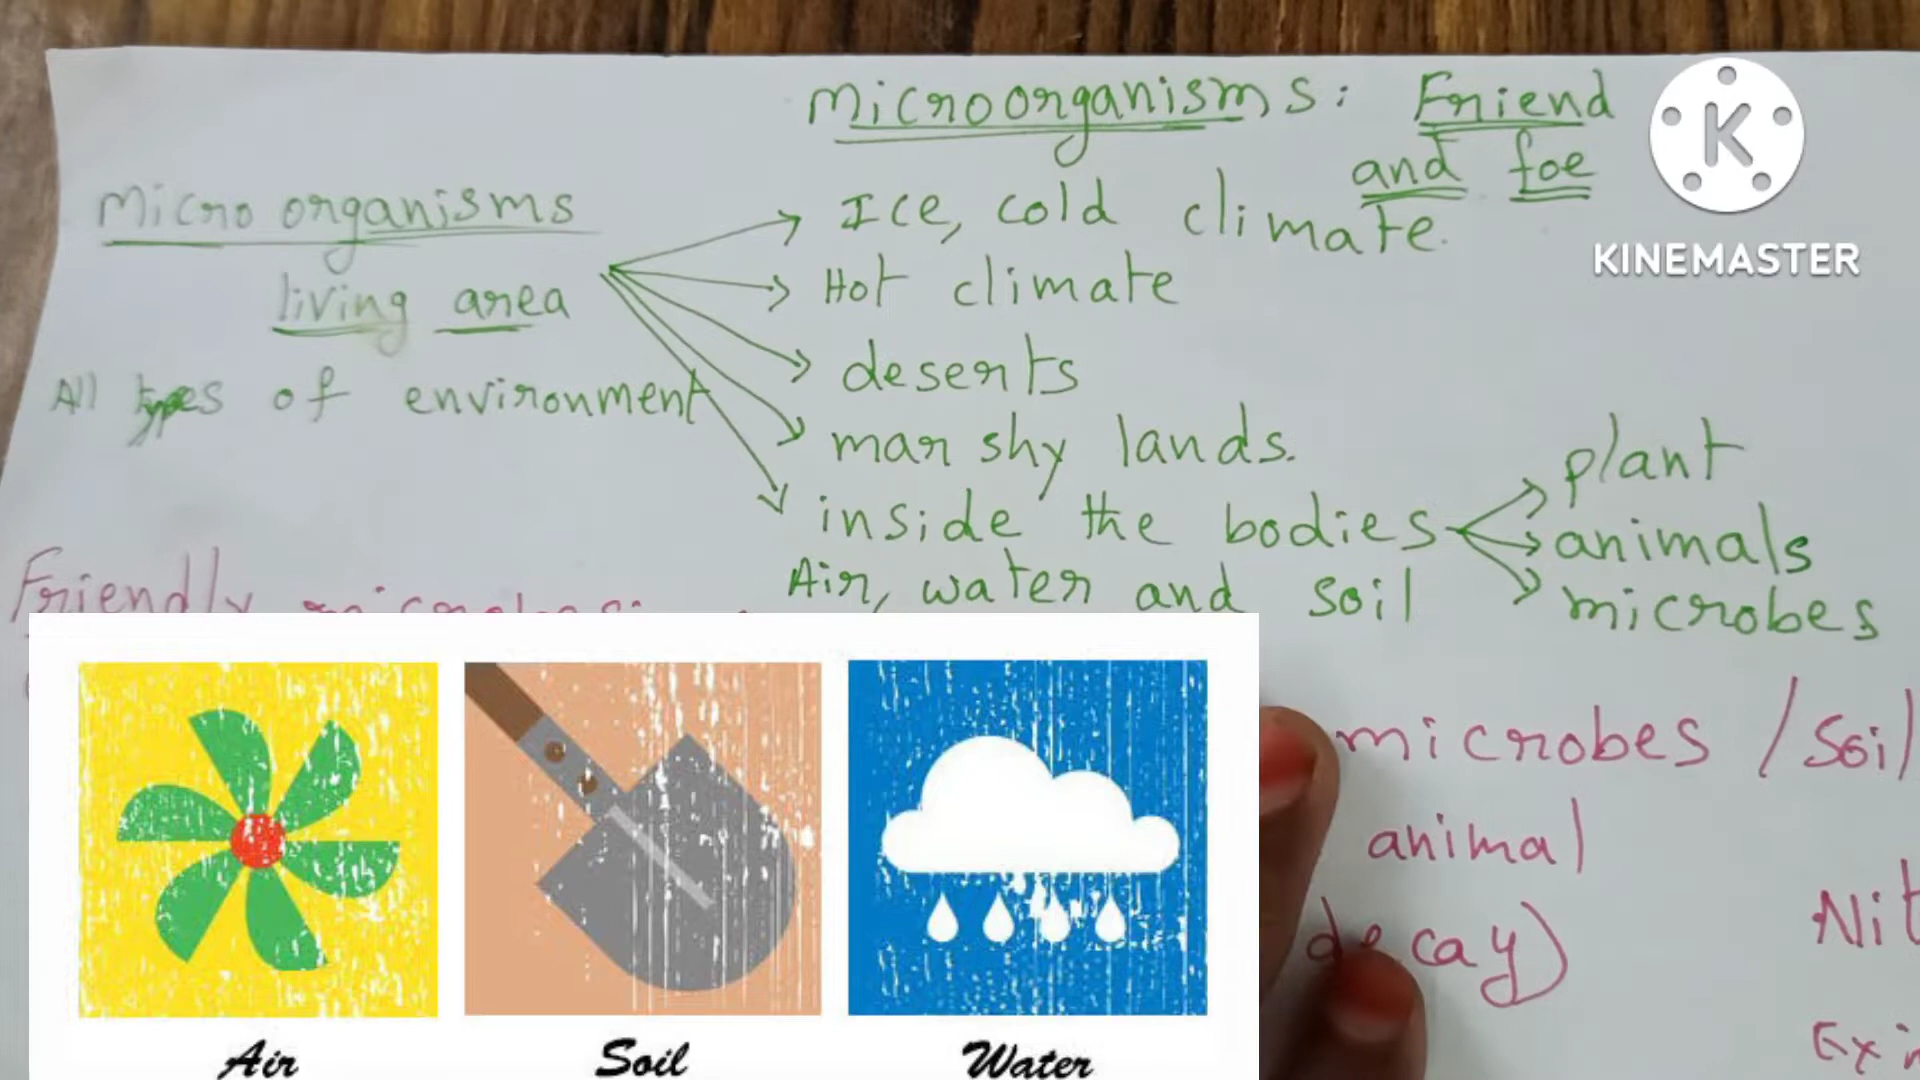 Microorganisms: Friend
and foe
Micro organisms
living area
All types of environment
Ice, cold climate.
Hot climate
deserts
marshy lands.
inside the bodies
plant
animals
microbes
Air, water and soil
Friendly
microbes / soil
animal
decay)
Air
Soil
Water
KINEMASTER